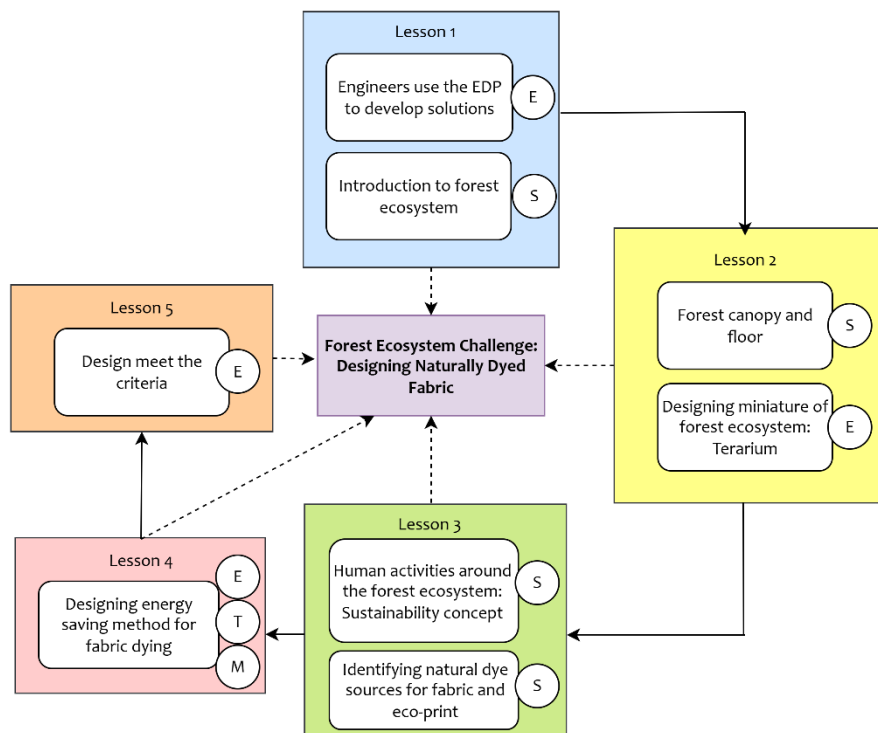 Lesson 1
Engineers use the EDP
to develop solutions
E
Introduction to forest
ecosystem
S
Lesson 2
Forest canopy and
floor
S
Designing miniature of
forest ecosystem:
Terarium
E
Lesson 5
Design meet the
criteria
E
Forest Ecosystem Challenge:
Designing Naturally Dyed
Fabric
Lesson 3
Human activities around
the forest ecosystem:
Sustainability concept
S
Identifying natural dye
sources for fabric and
eco-print
S
Lesson 4
Designing energy
saving method for
fabric dying
E
T
M